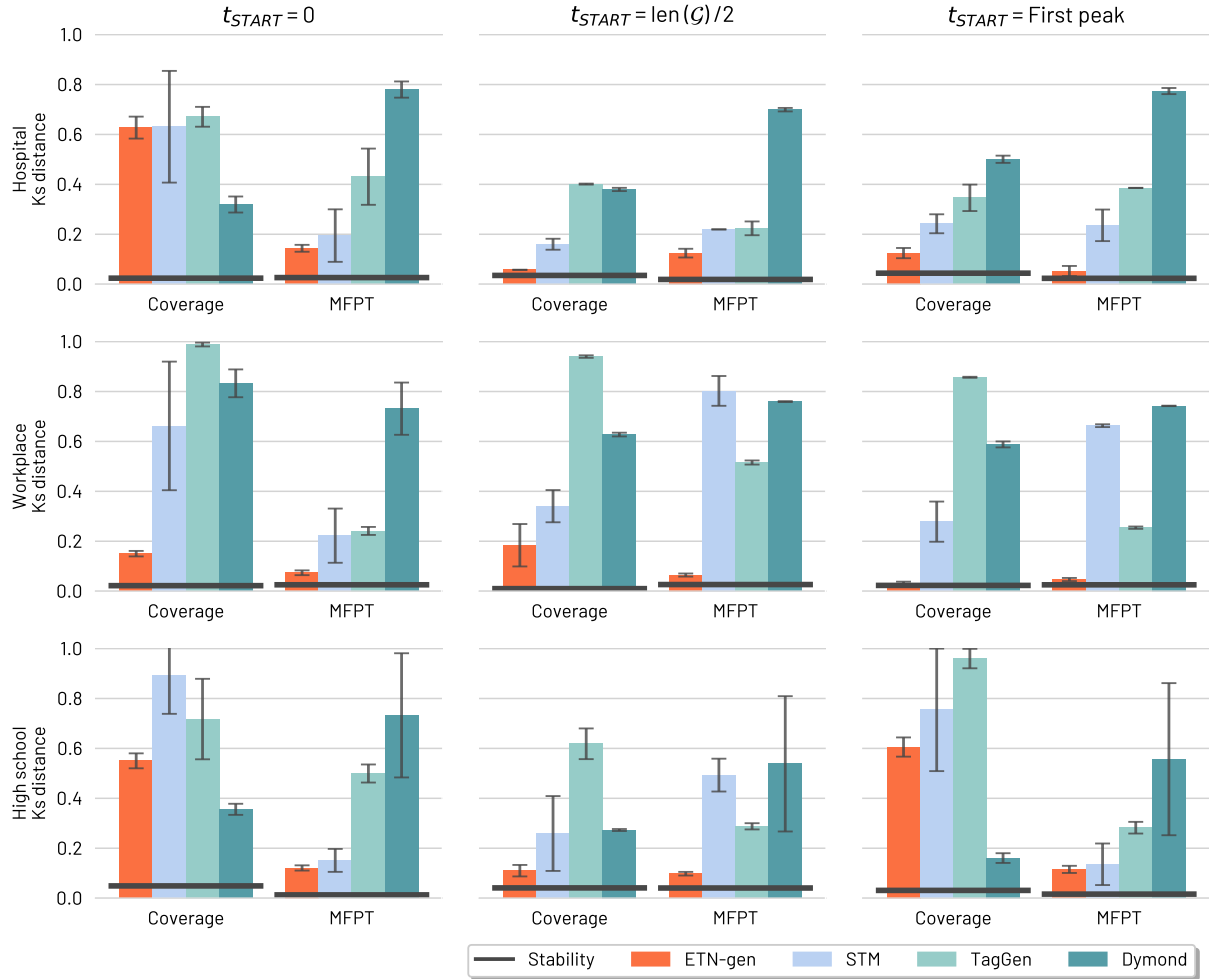 t_START = 0
t_START = len (𝒢) /2
t_START = First peak
Hospital
Ks distance
1.0
0.8
0.6
0.4
0.2
0.0
Coverage
MFPT
Coverage
MFPT
Coverage
MFPT
Workplace
Ks distance
1.0
0.8
0.6
0.4
0.2
0.0
Coverage
MFPT
Coverage
MFPT
Coverage
MFPT
High school
Ks distance
1.0
0.8
0.6
0.4
0.2
0.0
Coverage
MFPT
Coverage
MFPT
Coverage
MFPT
Stability
ETN-gen
STM
TagGen
Dymond